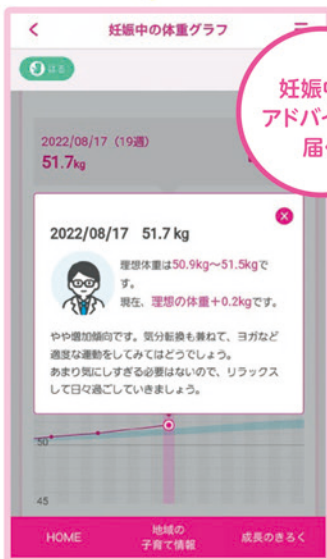 妊娠中の体重グラフ
はる
妊娠中
アドバイ
届
2022/08/17（19週）
51.7kg
2022/08/17　51.7 kg
理想体重は50.9kg〜51.5kgで
す。
現在、理想の体重＋0.2kgです。
やや増加傾向です。気分転換も兼ねて、ヨガなど
適度な運動をしてみてはどうでしょう。
あまり気にしすぎる必要はないので、リラックス
して日々過ごしていきましょう。
50
45
HOME
地域の
子育て情報
成長のきろく